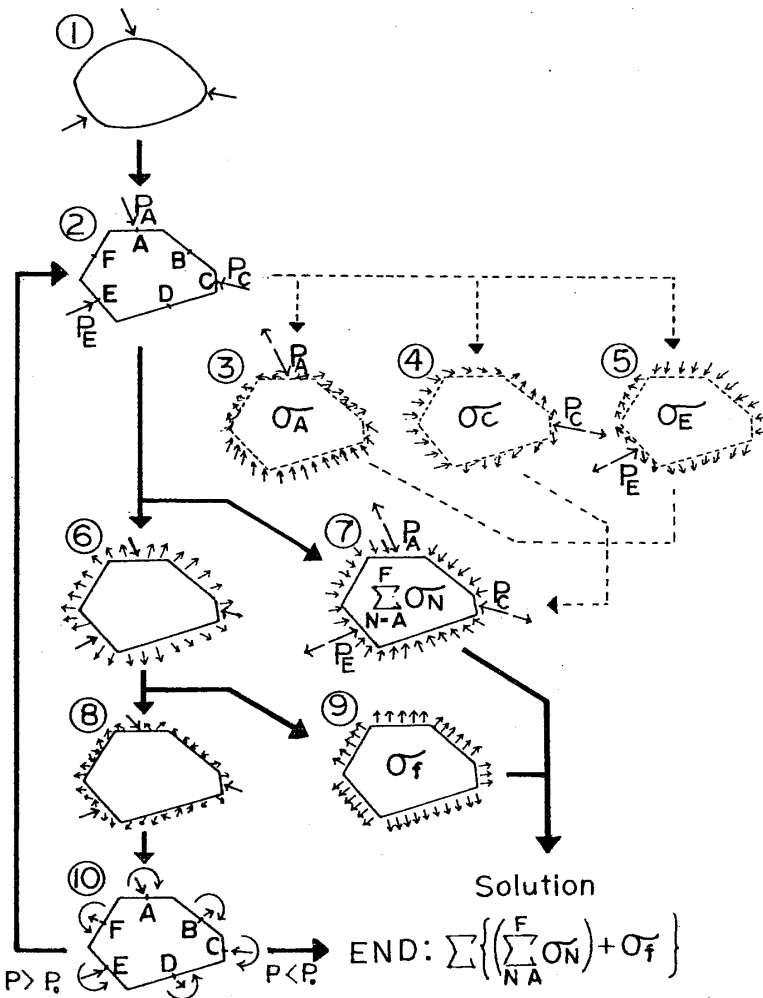 ①
②
P_A
A
F
B
C
P_C
E
D
P_E
③
P_A
σ_A
④
σ_C
P_C
⑤
σ_E
P_E
⑥
⑦
P_A
F
∑ σ_N
N=A
P_C
P_E
⑧
⑨
σ_f
⑩
A
F
B
C
E
D
P > P₀
P < P₀
Solution
END: ∑{(∑^F_{N A} σ_N) + σ_f}